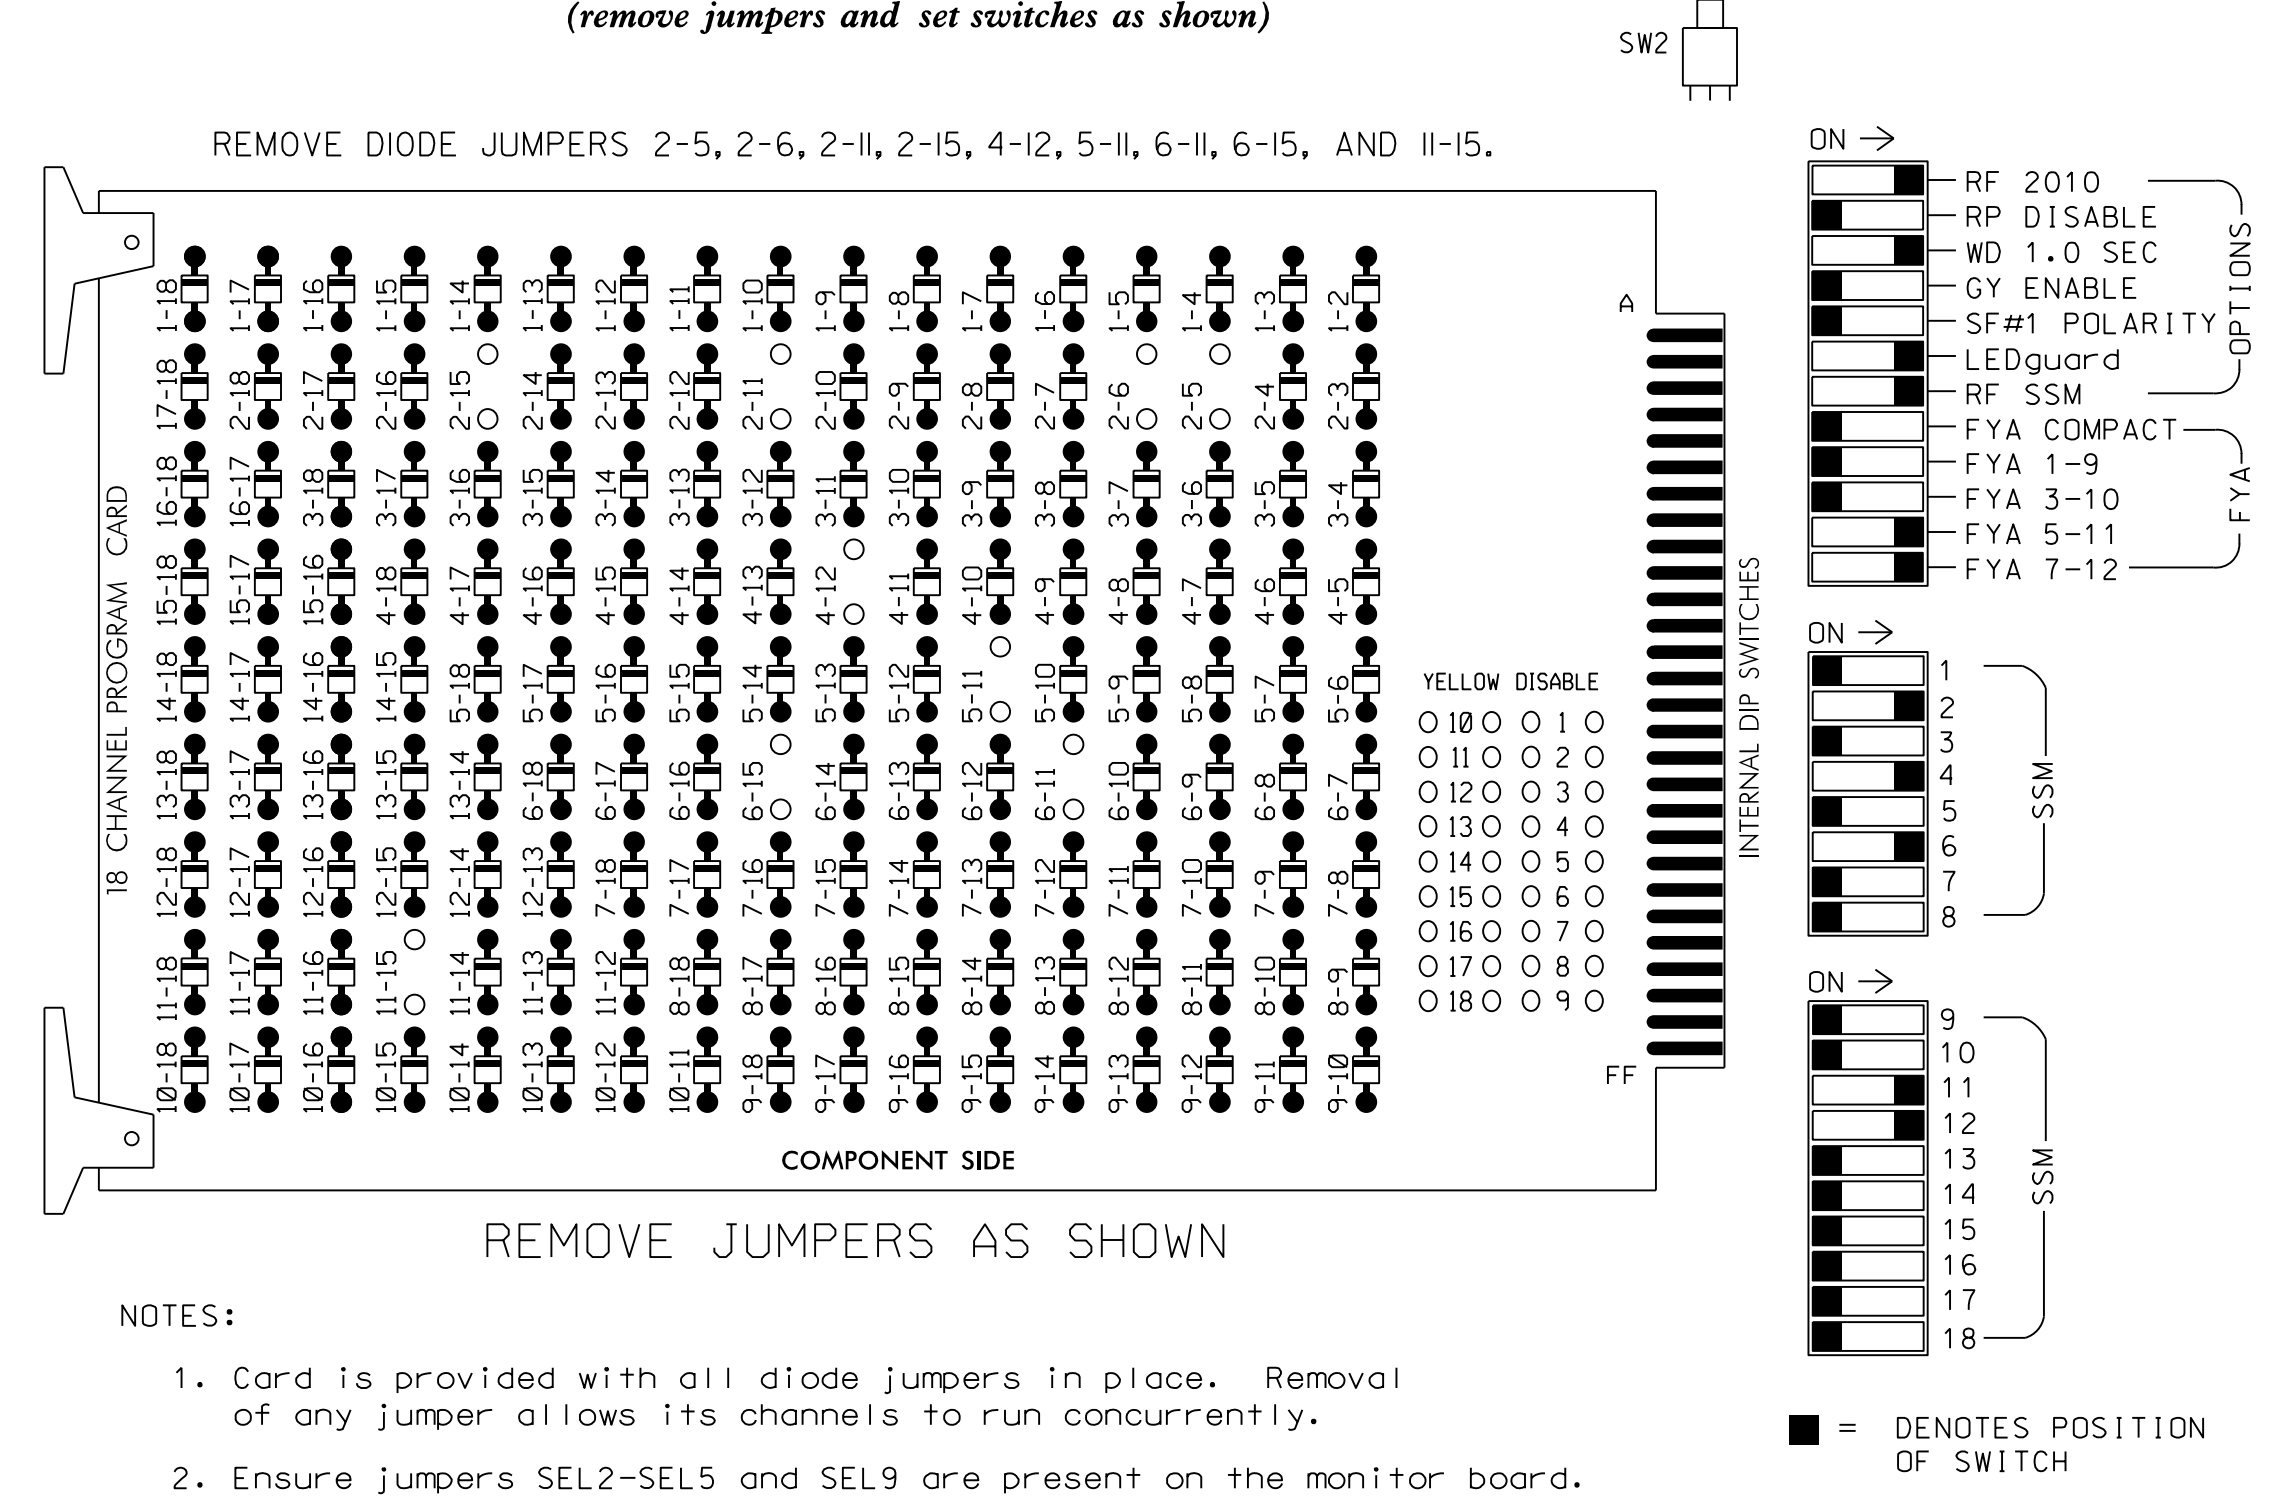 (remove jumpers and set switches as shown)
SW2
REMOVE DIODE JUMPERS 2-5, 2-6, 2-11, 2-15, 4-12, 5-11, 6-11, 6-15, AND 11-15.
18 CHANNEL PROGRAM CARD
1-18 1-17 1-16 1-15 1-14 1-13 1-12 1-11 1-10 1-9 1-8 1-7 1-6 1-5 1-4 1-3 1-2
17-18 2-18 2-17 2-16 2-15 2-14 2-13 2-12 2-11 2-10 2-9 2-8 2-7 2-6 2-5 2-4 2-3
16-18 16-17 3-18 3-17 3-16 3-15 3-14 3-13 3-12 3-11 3-10 3-9 3-8 3-7 3-6 3-5 3-4
15-18 15-17 15-16 4-18 4-17 4-16 4-15 4-14 4-13 4-12 4-11 4-10 4-9 4-8 4-7 4-6 4-5
14-18 14-17 14-16 14-15 5-18 5-17 5-16 5-15 5-14 5-13 5-12 5-11 5-10 5-9 5-8 5-7 5-6
13-18 13-17 13-16 13-15 13-14 6-18 6-17 6-16 6-15 6-14 6-13 6-12 6-11 6-10 6-9 6-8 6-7
12-18 12-17 12-16 12-15 12-14 12-13 7-18 7-17 7-16 7-15 7-14 7-13 7-12 7-11 7-10 7-9 7-8
11-18 11-17 11-16 11-15 11-14 11-13 11-12 8-18 8-17 8-16 8-15 8-14 8-13 8-12 8-11 8-10 8-9
10-18 10-17 10-16 10-15 10-14 10-13 10-12 10-11 9-18 9-17 9-16 9-15 9-14 9-13 9-12 9-11 9-10
A
YELLOW DISABLE
10 1
11 2
12 3
13 4
14 5
15 6
16 7
17 8
18 9
FF
INTERNAL DIP SWITCHES
COMPONENT SIDE
REMOVE JUMPERS AS SHOWN
ON
RF 2010
RP DISABLE
WD 1.0 SEC
GY ENABLE
SF#1 POLARITY
LEDguard
RF SSM
OPTIONS
FYA COMPACT
FYA 1-9
FYA 3-10
FYA 5-11
FYA 7-12
FYA
ON
1
2
3
4
5
6
7
8
SSM
ON
9
10
11
12
13
14
15
16
17
18
SSM
NOTES:
1. Card is provided with all diode jumpers in place. Removal
of any jumper allows its channels to run concurrently.
2. Ensure jumpers SEL2-SEL5 and SEL9 are present on the monitor board.
= DENOTES POSITION
OF SWITCH